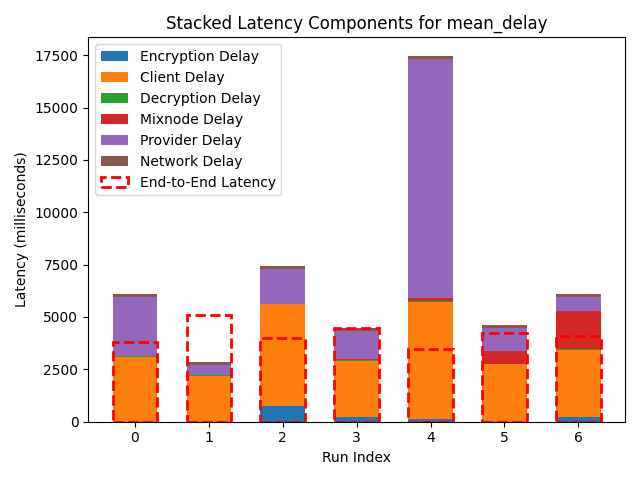 Stacked Latency Components for mean_delay
Latency (milliseconds)
17500
15000
12500
10000
7500
5000
2500
0
Encryption Delay
Client Delay
Decryption Delay
Mixnode Delay
Provider Delay
Network Delay
End-to-End Latency
0 1 2 3 4 5 6
Run Index